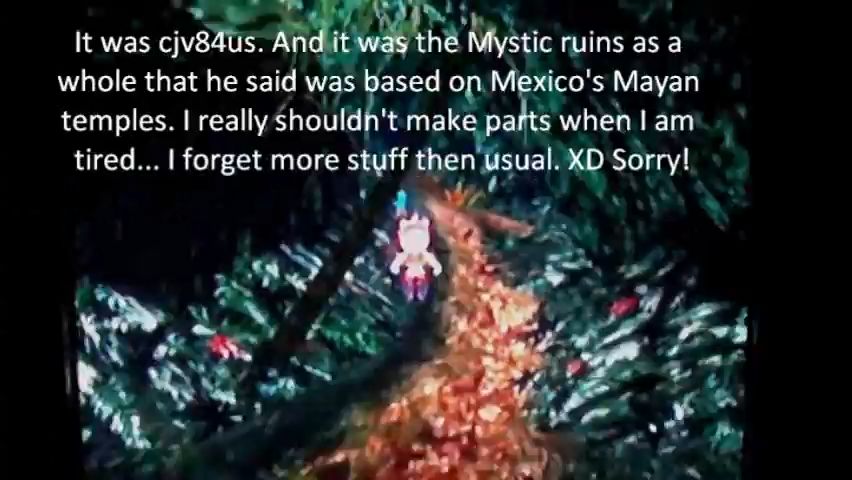 It was cjv84us. And it was the Mystic ruins as a
whole that he said was based on Mexico's Mayan
temples. I really shouldn't make parts when I am
tired... I forget more stuff then usual. XD Sorry!